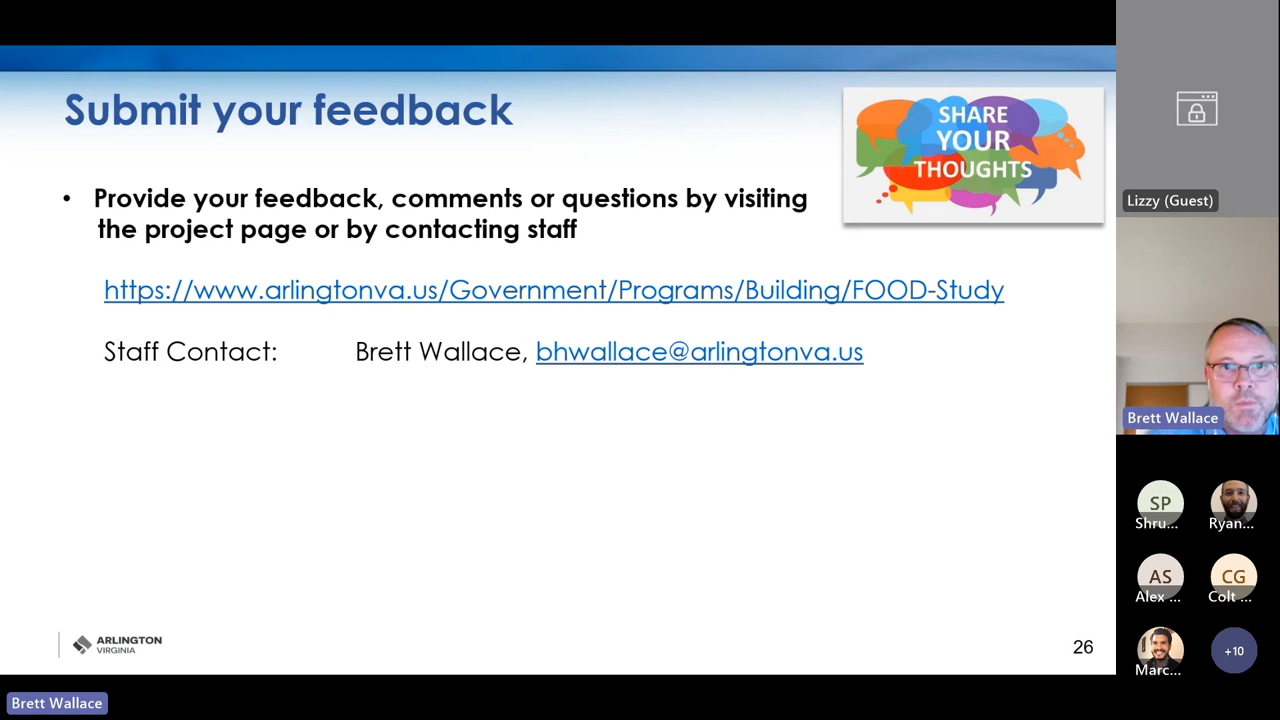 Submit your feedback
SHARE
YOUR
THOUGHTS
• Provide your feedback, comments or questions by visiting
the project page or by contacting staff
https://www.arlingtonva.us/Government/Programs/Building/FOOD-Study
Staff Contact: Brett Wallace, bhwallace@arlingtonva.us
ARLINGTON
VIRGINIA
26
Lizzy (Guest)
Brett Wallace
SP
Shru...
Ryan...
AS
Alex ...
CG
Colt ...
Marc...
+10
Brett Wallace